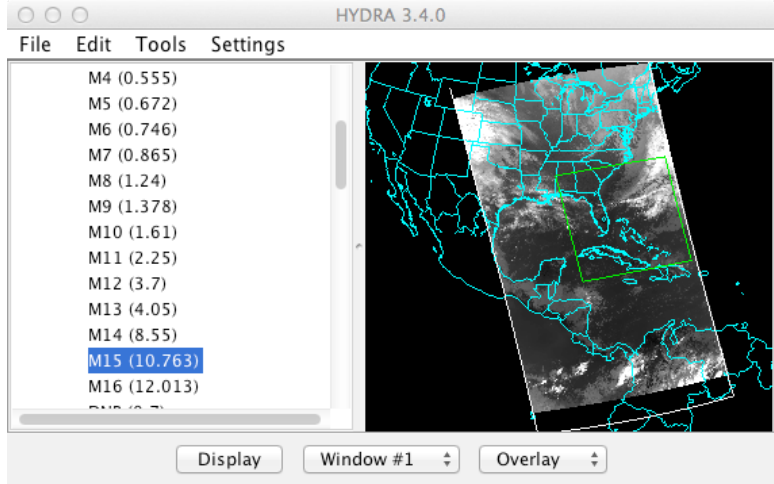 HYDRA 3.4.0
File Edit Tools Settings
M4 (0.555)
M5 (0.672)
M6 (0.746)
M7 (0.865)
M8 (1.24)
M9 (1.378)
M10 (1.61)
M11 (2.25)
M12 (3.7)
M13 (4.05)
M14 (8.55)
M15 (10.763)
M16 (12.013)
Display Window #1 Overlay